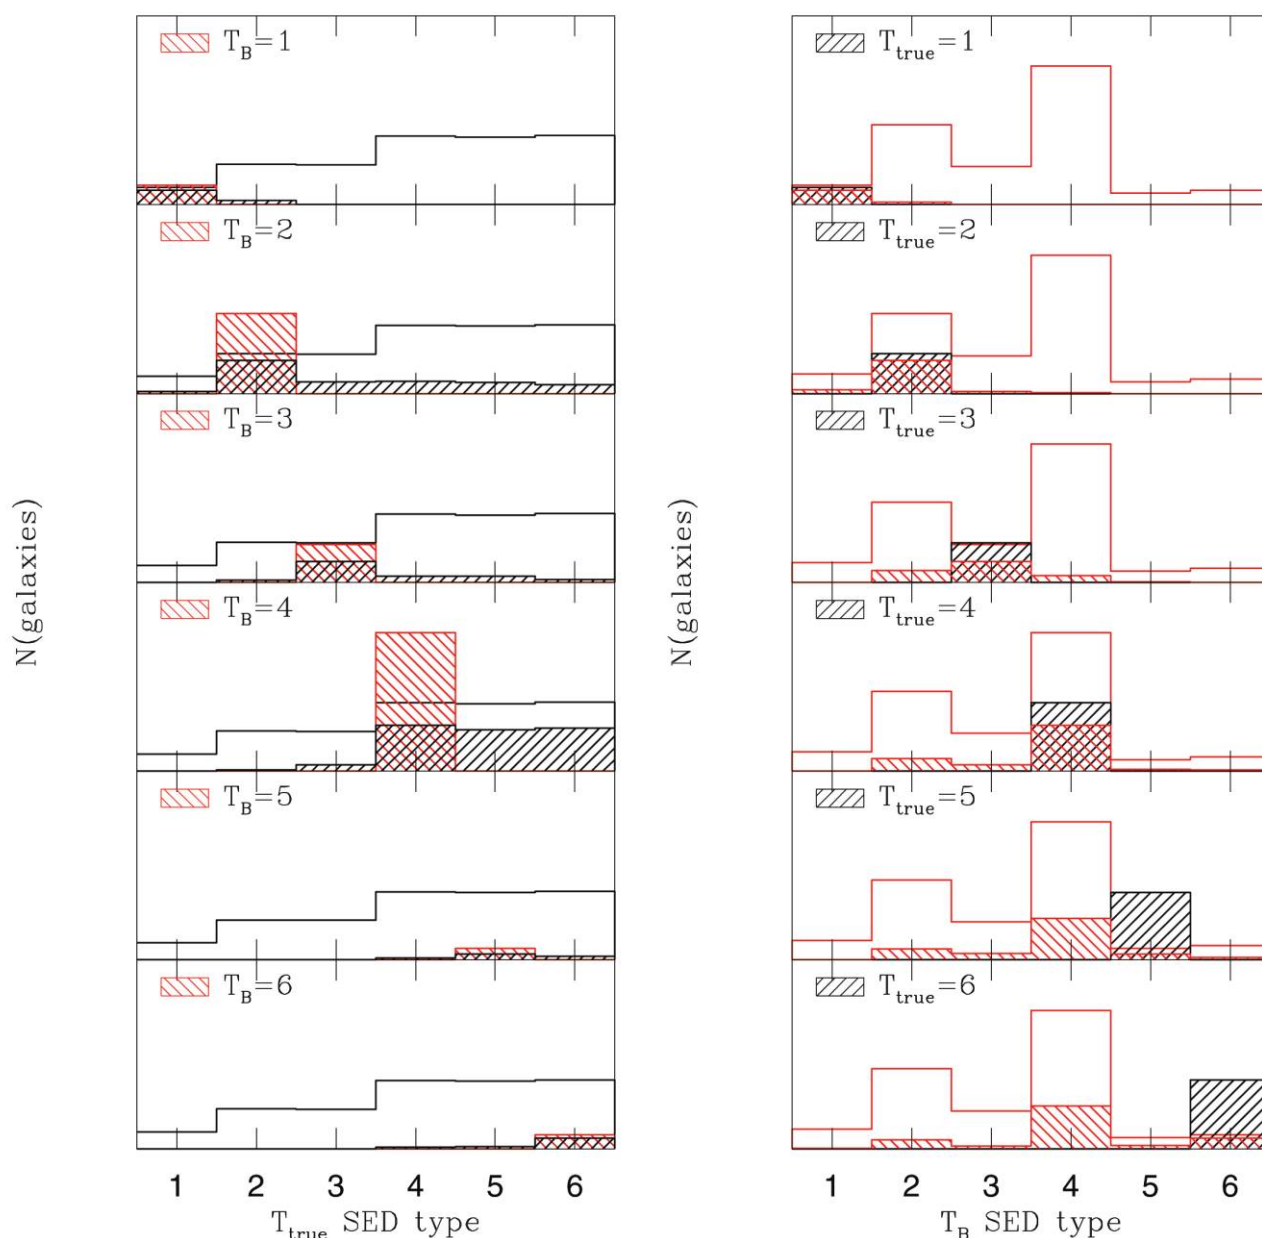 T_B=1
T_B=2
T_B=3
T_B=4
T_B=5
T_B=6
N(galaxies)
1 2 3 4 5 6
T_true SED type
T_true=1
T_true=2
T_true=3
T_true=4
T_true=5
T_true=6
N(galaxies)
1 2 3 4 5 6
T_B SED type